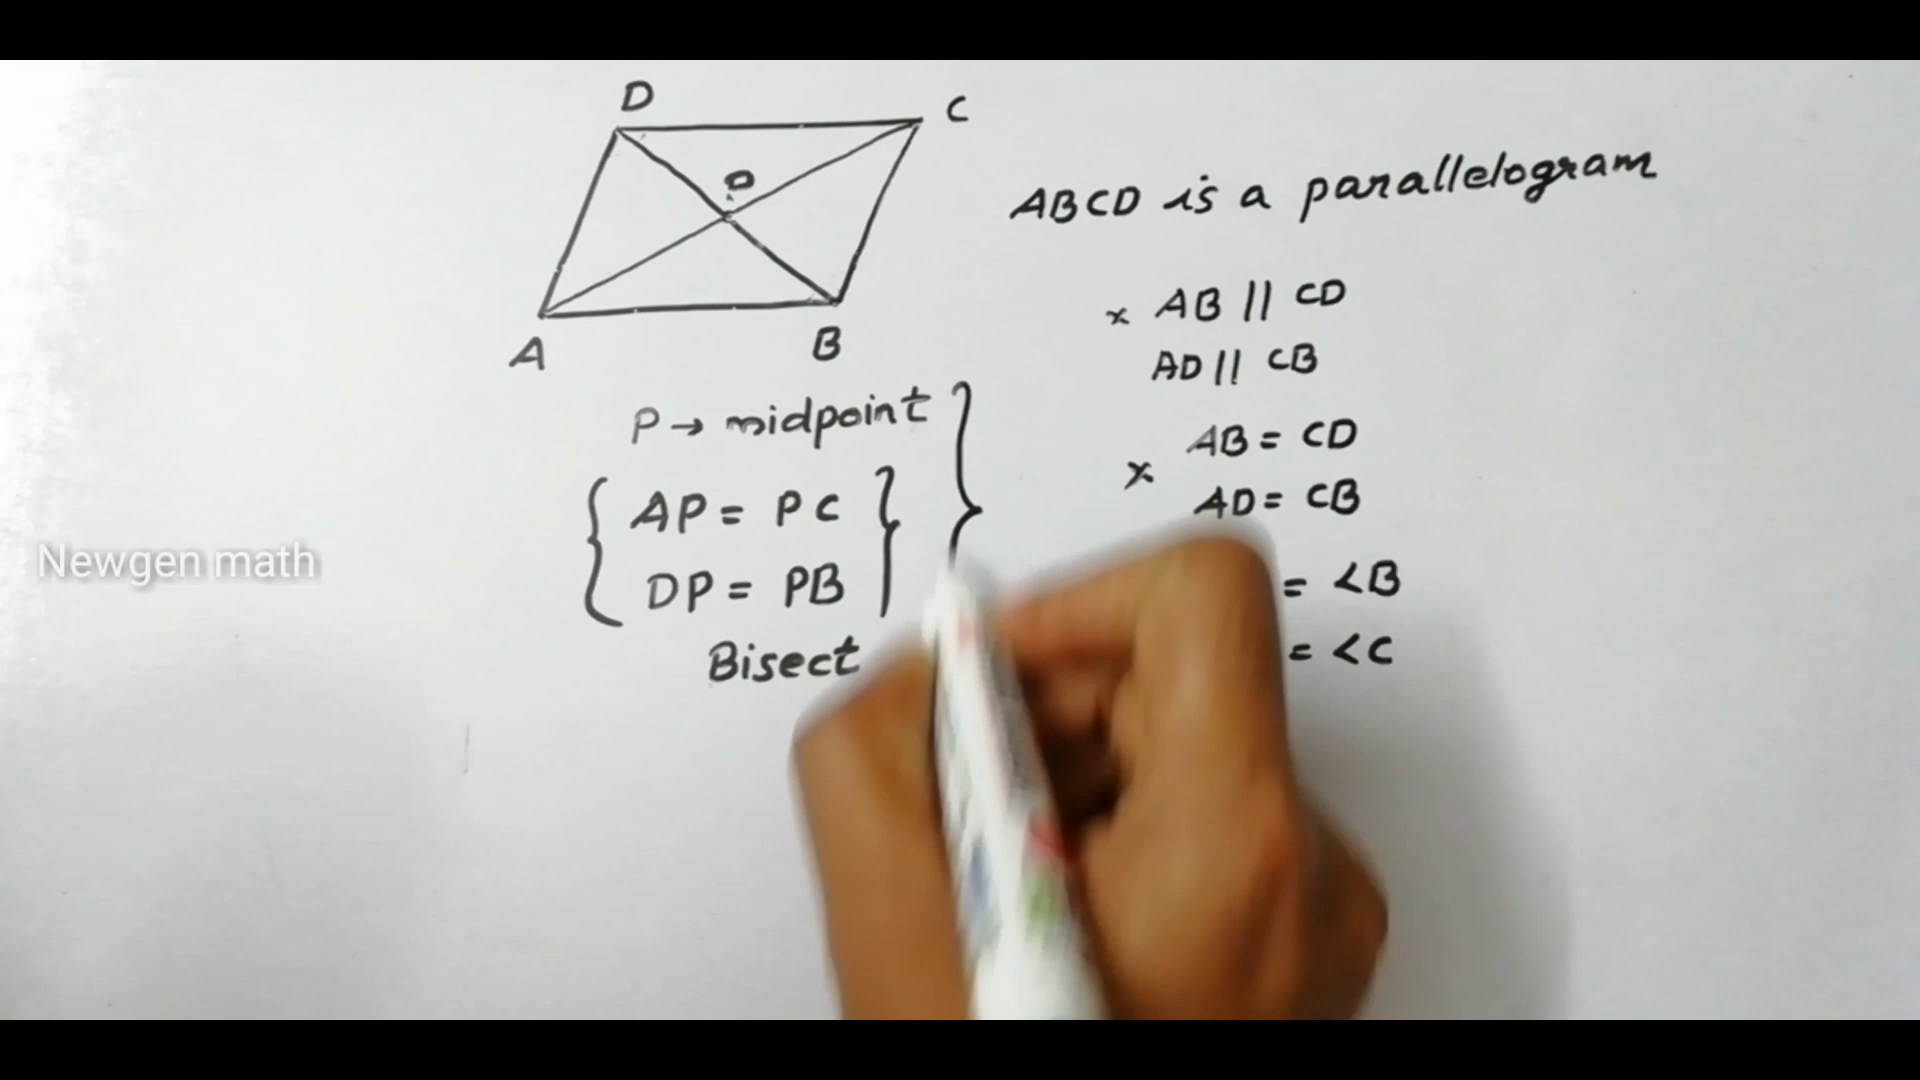 D
C
P
A
B
ABCD is a parallelogram
x AB || CD
AD || CB
x AB = CD
AD = CB
= <B
= <C
P → midpoint
{ AP = PC }
DP = PB
Bisect
Newgen math